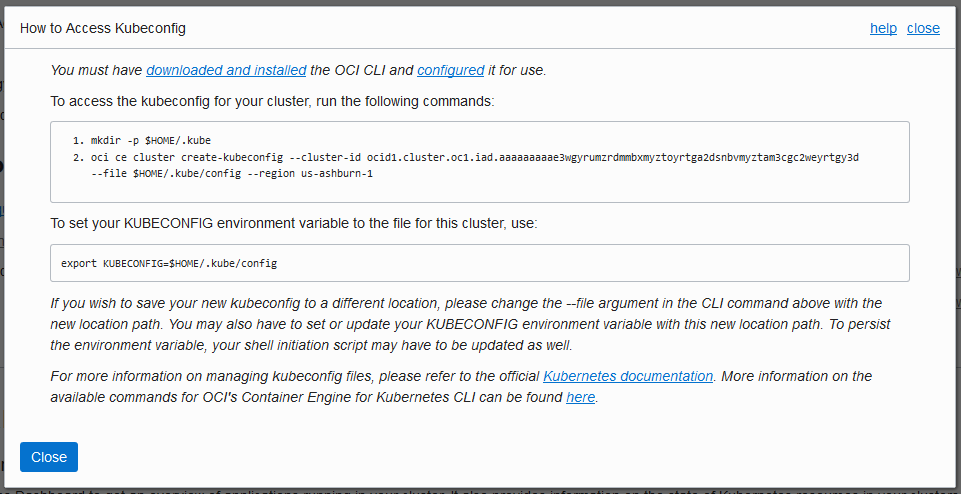 How to Access Kubeconfig
help close
You must have downloaded and installed the OCI CLI and configured it for use.
To access the kubeconfig for your cluster, run the following commands:
1. mkdir -p $HOME/.kube
2. oci ce cluster create-kubeconfig --cluster-id ocid1.cluster.oc1.iad.aaaaaaaaae3wgyrumzrdmmbxmyztoyrtga2dsnbvmyztam3cgc2weyrtgy3d
--file $HOME/.kube/config --region us-ashburn-1
To set your KUBECONFIG environment variable to the file for this cluster, use:
export KUBECONFIG=$HOME/.kube/config
If you wish to save your new kubeconfig to a different location, please change the --file argument in the CLI command above with the
new location path. You may also have to set or update your KUBECONFIG environment variable with this new location path. To persist
the environment variable, your shell initiation script may have to be updated as well.
For more information on managing kubeconfig files, please refer to the official Kubernetes documentation. More information on the
available commands for OCI's Container Engine for Kubernetes CLI can be found here.
Close